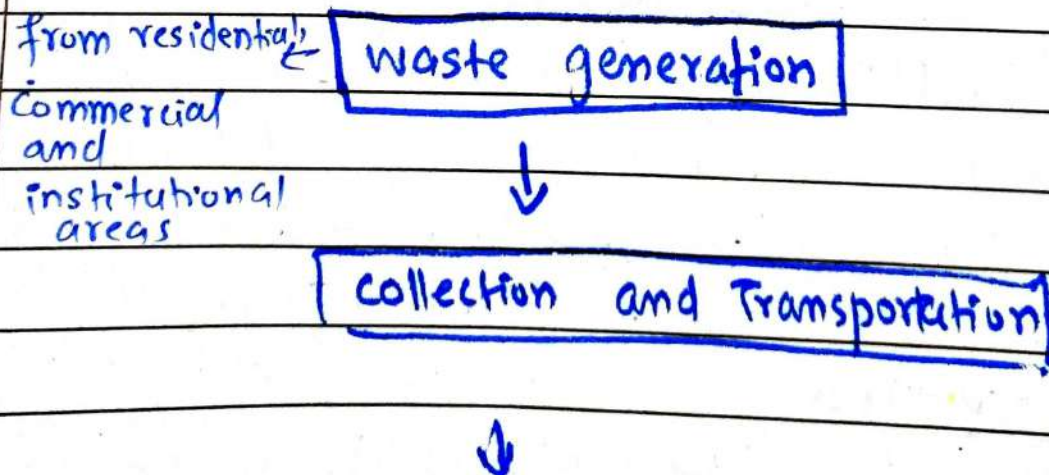 from residential,
waste generation
commercial
and
institutional
areas
collection and Transportation